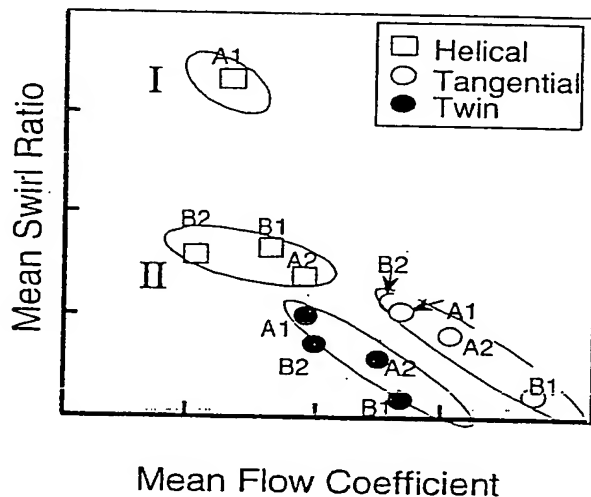 A1
I
Helical
Tangential
Twin
Mean Swirl Ratio
B2
B1
A2
II
B2
A1
A1
A2
B2
A2
B1
B1
Mean Flow Coefficient